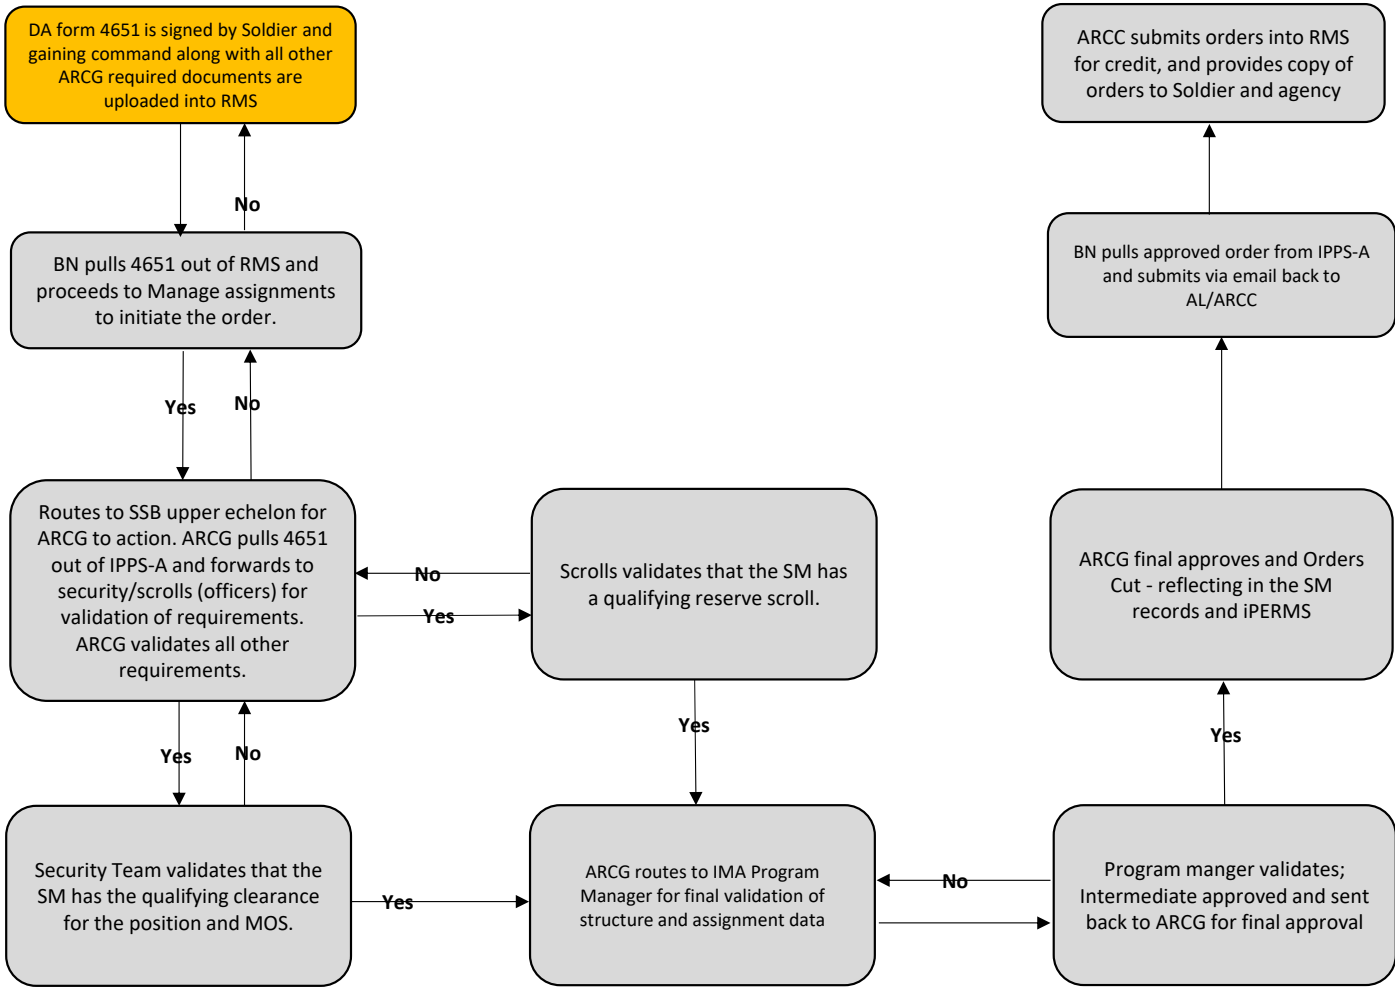 DA form 4651 is signed by Soldier and
gaining command along with all other
ARCG required documents are
uploaded into RMS
No
BN pulls 4651 out of RMS and
proceeds to Manage assignments
to initiate the order.
Yes
No
Routes to SSB upper echelon for
ARCG to action. ARCG pulls 4651
out of IPPS-A and forwards to
security/scrolls (officers) for
validation of requirements.
ARCG validates all other
requirements.
No
Yes
Scrolls validates that the SM has
a qualifying reserve scroll.
Yes
No
Yes
Security Team validates that the
SM has the qualifying clearance
for the position and MOS.
Yes
ARCG routes to IMA Program
Manager for final validation of
structure and assignment data
No
Program manger validates;
Intermediate approved and sent
back to ARCG for final approval
Yes
ARCG final approves and Orders
Cut - reflecting in the SM
records and iPERMS
BN pulls approved order from IPPS-A
and submits via email back to
AL/ARCC
ARCC submits orders into RMS
for credit, and provides copy of
orders to Soldier and agency